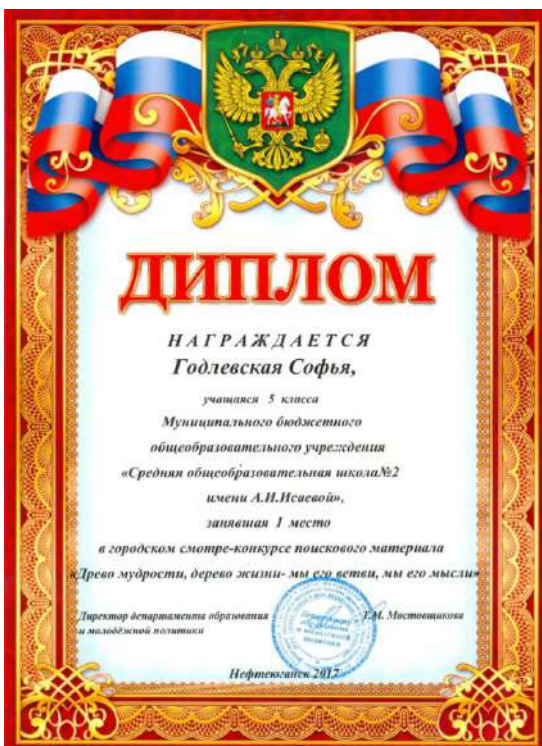 ДИПЛОМ
НАГРАЖДАЕТСЯ
Годлевская Софья,
учащаяся 5 класса
Муниципального бюджетного
общеобразовательного учреждения
«Средняя общеобразовательная школа№2
имени А.И.Исаевой»,
занявшая 1 место
в городском смотре-конкурсе поискового материала
«Древо мудрости, дерево жизни- мы его ветви, мы его мысли»
Директор департамента образования Т.М. Мостовщикова
и молодёжной политики
Нефтеюганск 2017